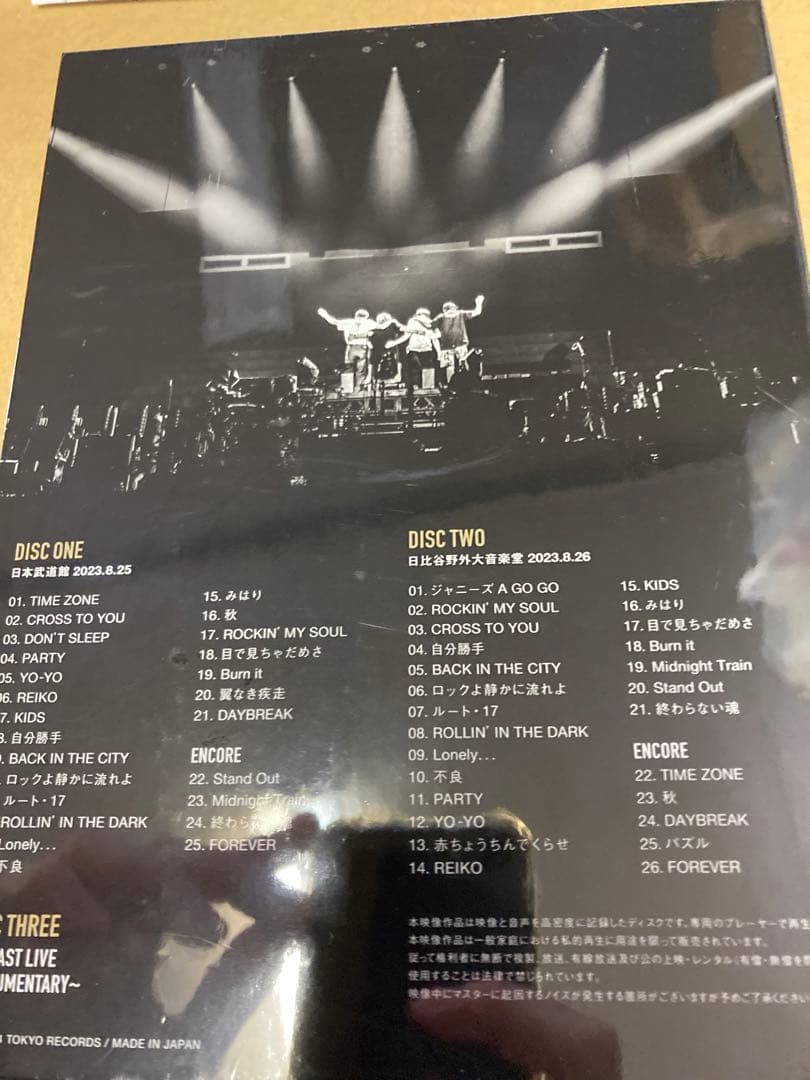 DISC ONE
日本武道館 2023.8.25
01. TIME ZONE
02. CROSS TO YOU
03. DON'T SLEEP
04. PARTY
05. YO-YO
06. REIKO
7. KIDS
自分勝手
BACK IN THE CITY
ロックよ静かに流れよ
ルート・17
ROLLIN' IN THE DARK
Lonely...
不良
15. みはり
16. 秋
17. ROCKIN' MY SOUL
18. 目で見ちゃだめさ
19. Burn it
20. 翼なき疾走
21. DAYBREAK
ENCORE
22. Stand Out
23. Midnight Train
24. 終わら
25. FOREVER
THREE
AST LIVE
UMENTARY~
TOKYO RECORDS / MADE IN JAPAN
DISC TWO
日比谷野外大音楽堂 2023.8.26
01. ジャニーズ A GO GO
02. ROCKIN' MY SOUL
03. CROSS TO YOU
04. 自分勝手
05. BACK IN THE CITY
06. ロックよ静かに流れよ
07. ルート・17
08. ROLLIN' IN THE DARK
09. Lonely...
10. 不良
11. PARTY
12. YO-YO
13. 赤ちょうちんでくらせ
14. REIKO
15. KIDS
16. みはり
17. 目で見ちゃだめさ
18. Burn it
19. Midnight Train
20. Stand Out
21. 終わらない魂
ENCORE
22. TIME ZONE
23. 秋
24. DAYBREAK
25. パズル
26. FOREVER
本映像作品は映像と音声を高密度に記録したディスクです。専用のプレーヤーで再生
本映像作品は一般家庭における私的再生に用途を限って販売されています。
従って権利者に無断で複製、放送、有線放送及び公の上映・レンタル(有償・無償を問
使用することは法律で禁じられています。
映像中にマスターに起因するノイズが発生する箇所がございますが予めご了承ください